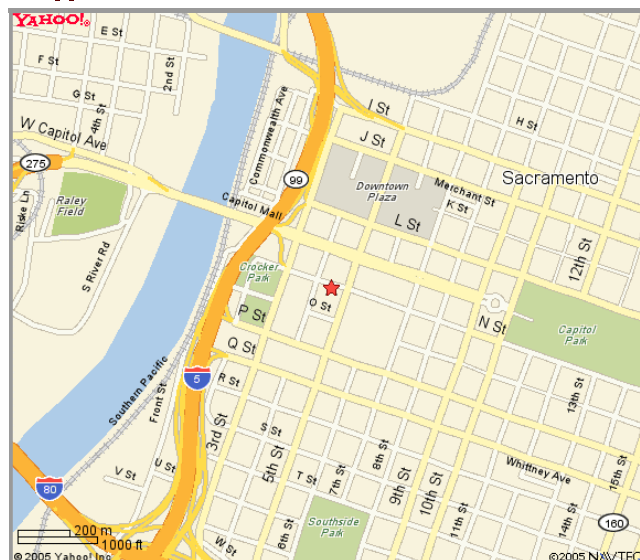 YAHOO!
E St
F St
2nd St
G St
4th St
W Capitol Ave
275
Raley
Field
Riske Ln
S River Rd
Commonwealth Ave
99
Capitol Mall
I St
H St
J St
Downtown
Plaza
Merchant St
K St
Sacramento
L St
12th St
Crocker
Park
O St
P St
N St
Capitol
Park
Q St
5
R St
Southern Pacific
Front St
3rd St
S St
5th St
T St
7th St
8th St
9th St
10th St
11th St
13th St
Whittney Ave
15th St
14th St
V St
U St
80
W St
6th St
Southside
Park
160
200 m
1000 ft
©2005 Yahoo! Inc
©2005 NAVTEQ